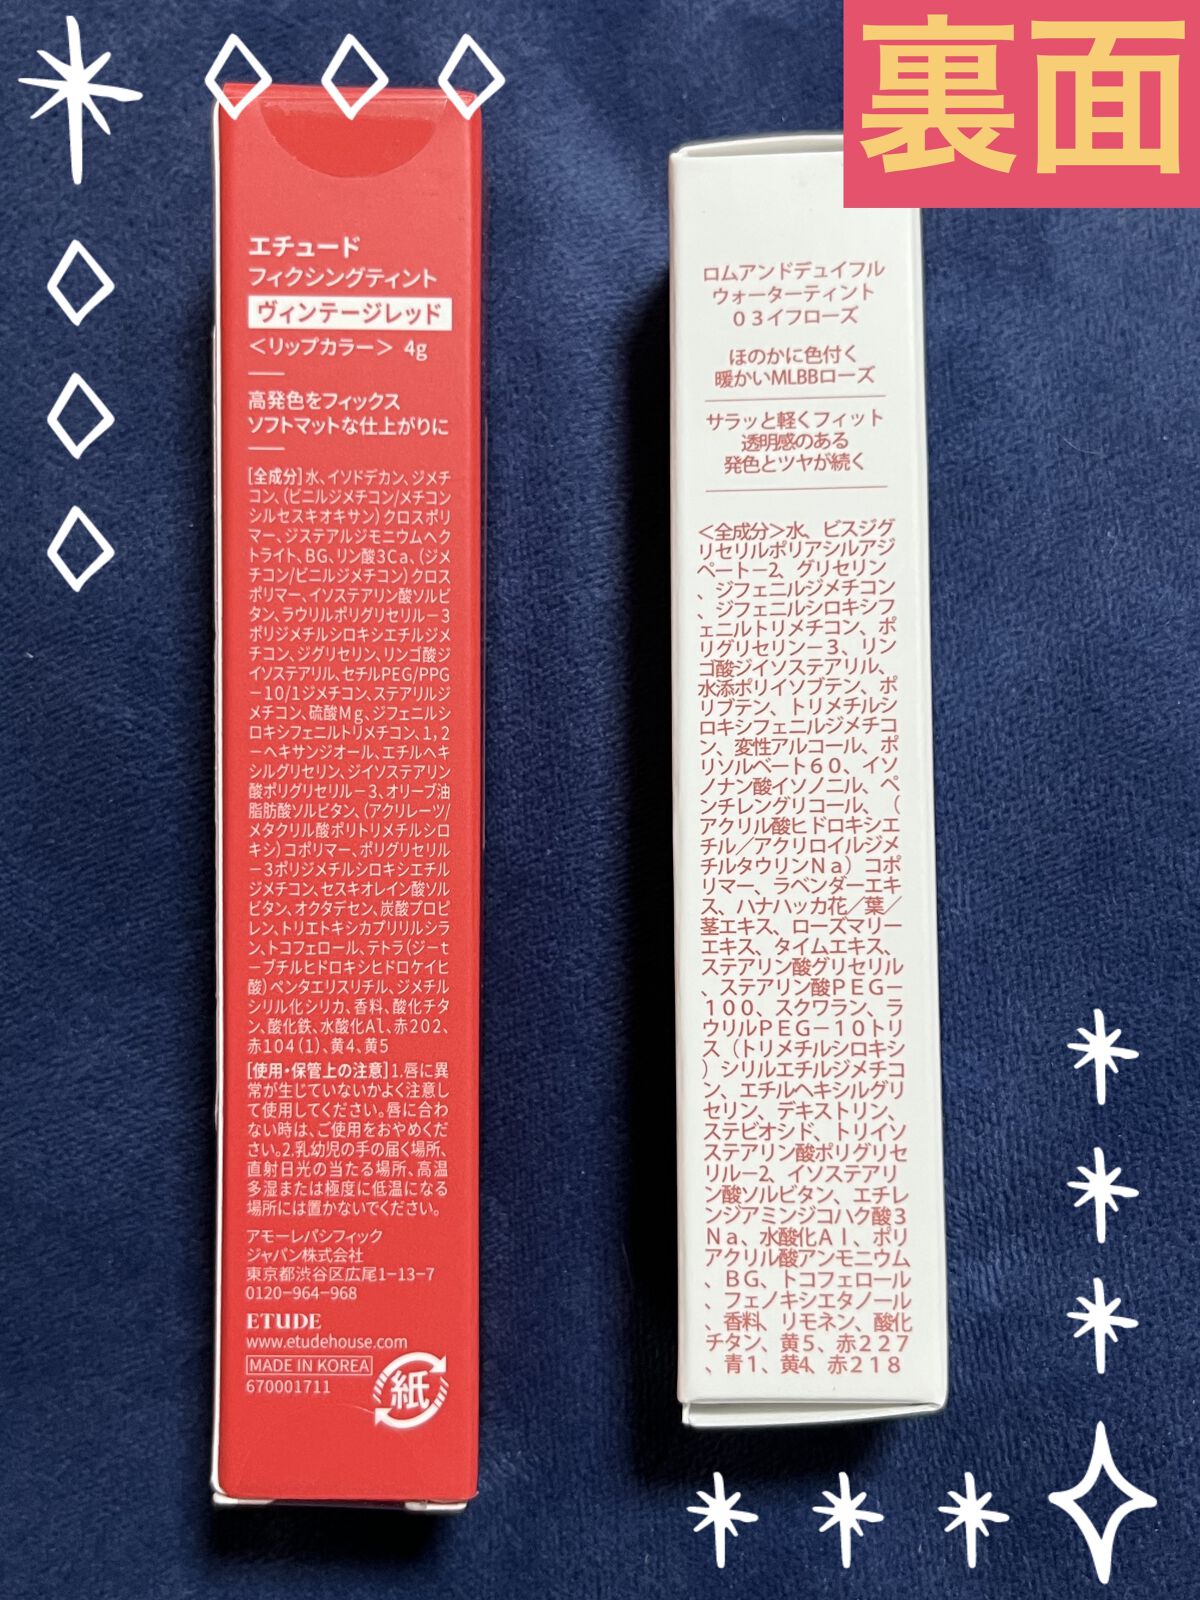 裏面
エチュード
フィクシングティント
ヴィンテージレッド
＜リップカラー＞ 4g
高発色をフィックス
ソフトマットな仕上がりに
[全成分]水、イソドデカン、ジメチ
コン、(ビニルジメチコン/メチコン
シルセスキオキサン)クロスポリ
マー、ジステアルジモニウムヘク
トライト、BG、リン酸3Ca、(ジメ
チコン/ビニルジメチコン)クロス
ポリマー、イソステアリン酸ソルビ
タン、ラウリルポリグリセリル－3
ポリジメチルシロキシエチルジメ
チコン、ジグリセリン、リンゴ酸ジ
イソステアリル、セチルPEG/PPG
－10/1ジメチコン、ステアリルジ
メチコン、硫酸Mg、ジフェニルシ
ロキシフェニルトリメチコン、1,2
－ヘキサンジオール、エチルヘキ
シルグリセリン、ジイソステアリン
酸ポリグリセリル－3、オリーブ油
脂肪酸ソルビタン、(アクリレーツ/
メタクリル酸ポリトリメチルシロ
キシ)コポリマー、ポリグリセリル
－3ポリジメチルシロキシエチル
ジメチコン、セスキオレイン酸ソル
ビタン、オクタデセン、炭酸プロピ
レン、トリエトキシカプリリルシラ
ン、トコフェロール、テトラ(ジ－t
－ブチルヒドロキシヒドロケイヒ
酸)ペンタエリスリチル、ジメチル
シリル化シリカ、香料、酸化チタ
ン、酸化鉄、水酸化Al、赤202、
赤104(1)、黄4、黄5
[使用・保管上の注意]1.唇に異
常が生じていないかよく注意し
て使用してください。唇に合わ
ない時は、ご使用をおやめくだ
さい。2.乳幼児の手の届く場所、
直射日光の当たる場所、高温
多湿または極度に低温になる
場所には置かないでください。
アモーレパシフィック
ジャパン株式会社
東京都渋谷区広尾1-13-7
0120-964-968
ETUDE
www.etudehouse.com
MADE IN KOREA
670001711
紙
ロムアンドデュイフル
ウォーターティント
０３イフローズ
ほのかに色付く
暖かいMLBBローズ
サラッと軽くフィット
透明感のある
発色とツヤが続く
＜全成分＞水、ビスジグ
リセリルポリアシルアジ
ペート－2、グリセリン
、ジフェニルジメチコン
、ジフェニルシロキシフ
ェニルトリメチコン、ポ
リグリセリン－３、リン
ゴ酸ジイソステアリル、
水添ポリイソブテン、ポ
リブテン、トリメチルシ
ロキシフェニルジメチコ
ン、変性アルコール、ポ
リソルベート６０、イソ
ノナン酸イソノニル、ペ
ンチレングリコール、（
アクリル酸ヒドロキシエ
チル／アクリロイルジメ
チルタウリンＮａ）コポ
リマー、ラベンダーエキ
ス、ハナハッカ花／葉／
茎エキス、ローズマリー
エキス、タイムエキス、
ステアリン酸グリセリル
、ステアリン酸ＰＥＧ－
１００、スクワラン、ラ
ウリルＰＥＧ－１０トリ
ス（トリメチルシロキシ
）シリルエチルジメチコ
ン、エチルヘキシルグリ
セリン、デキストリン、
ステビオシド、トリイソ
ステアリン酸ポリグリセ
リル－2、イソステアリ
ン酸ソルビタン、エチレ
ンジアミンジコハク酸３
Ｎａ、水酸化Ａｌ、ポリ
アクリル酸アンモニウム
、ＢＧ、トコフェロール
、フェノキシエタノール
、香料、リモネン、酸化
チタン、黄５、赤２２７
、青１、黄4、赤２１８